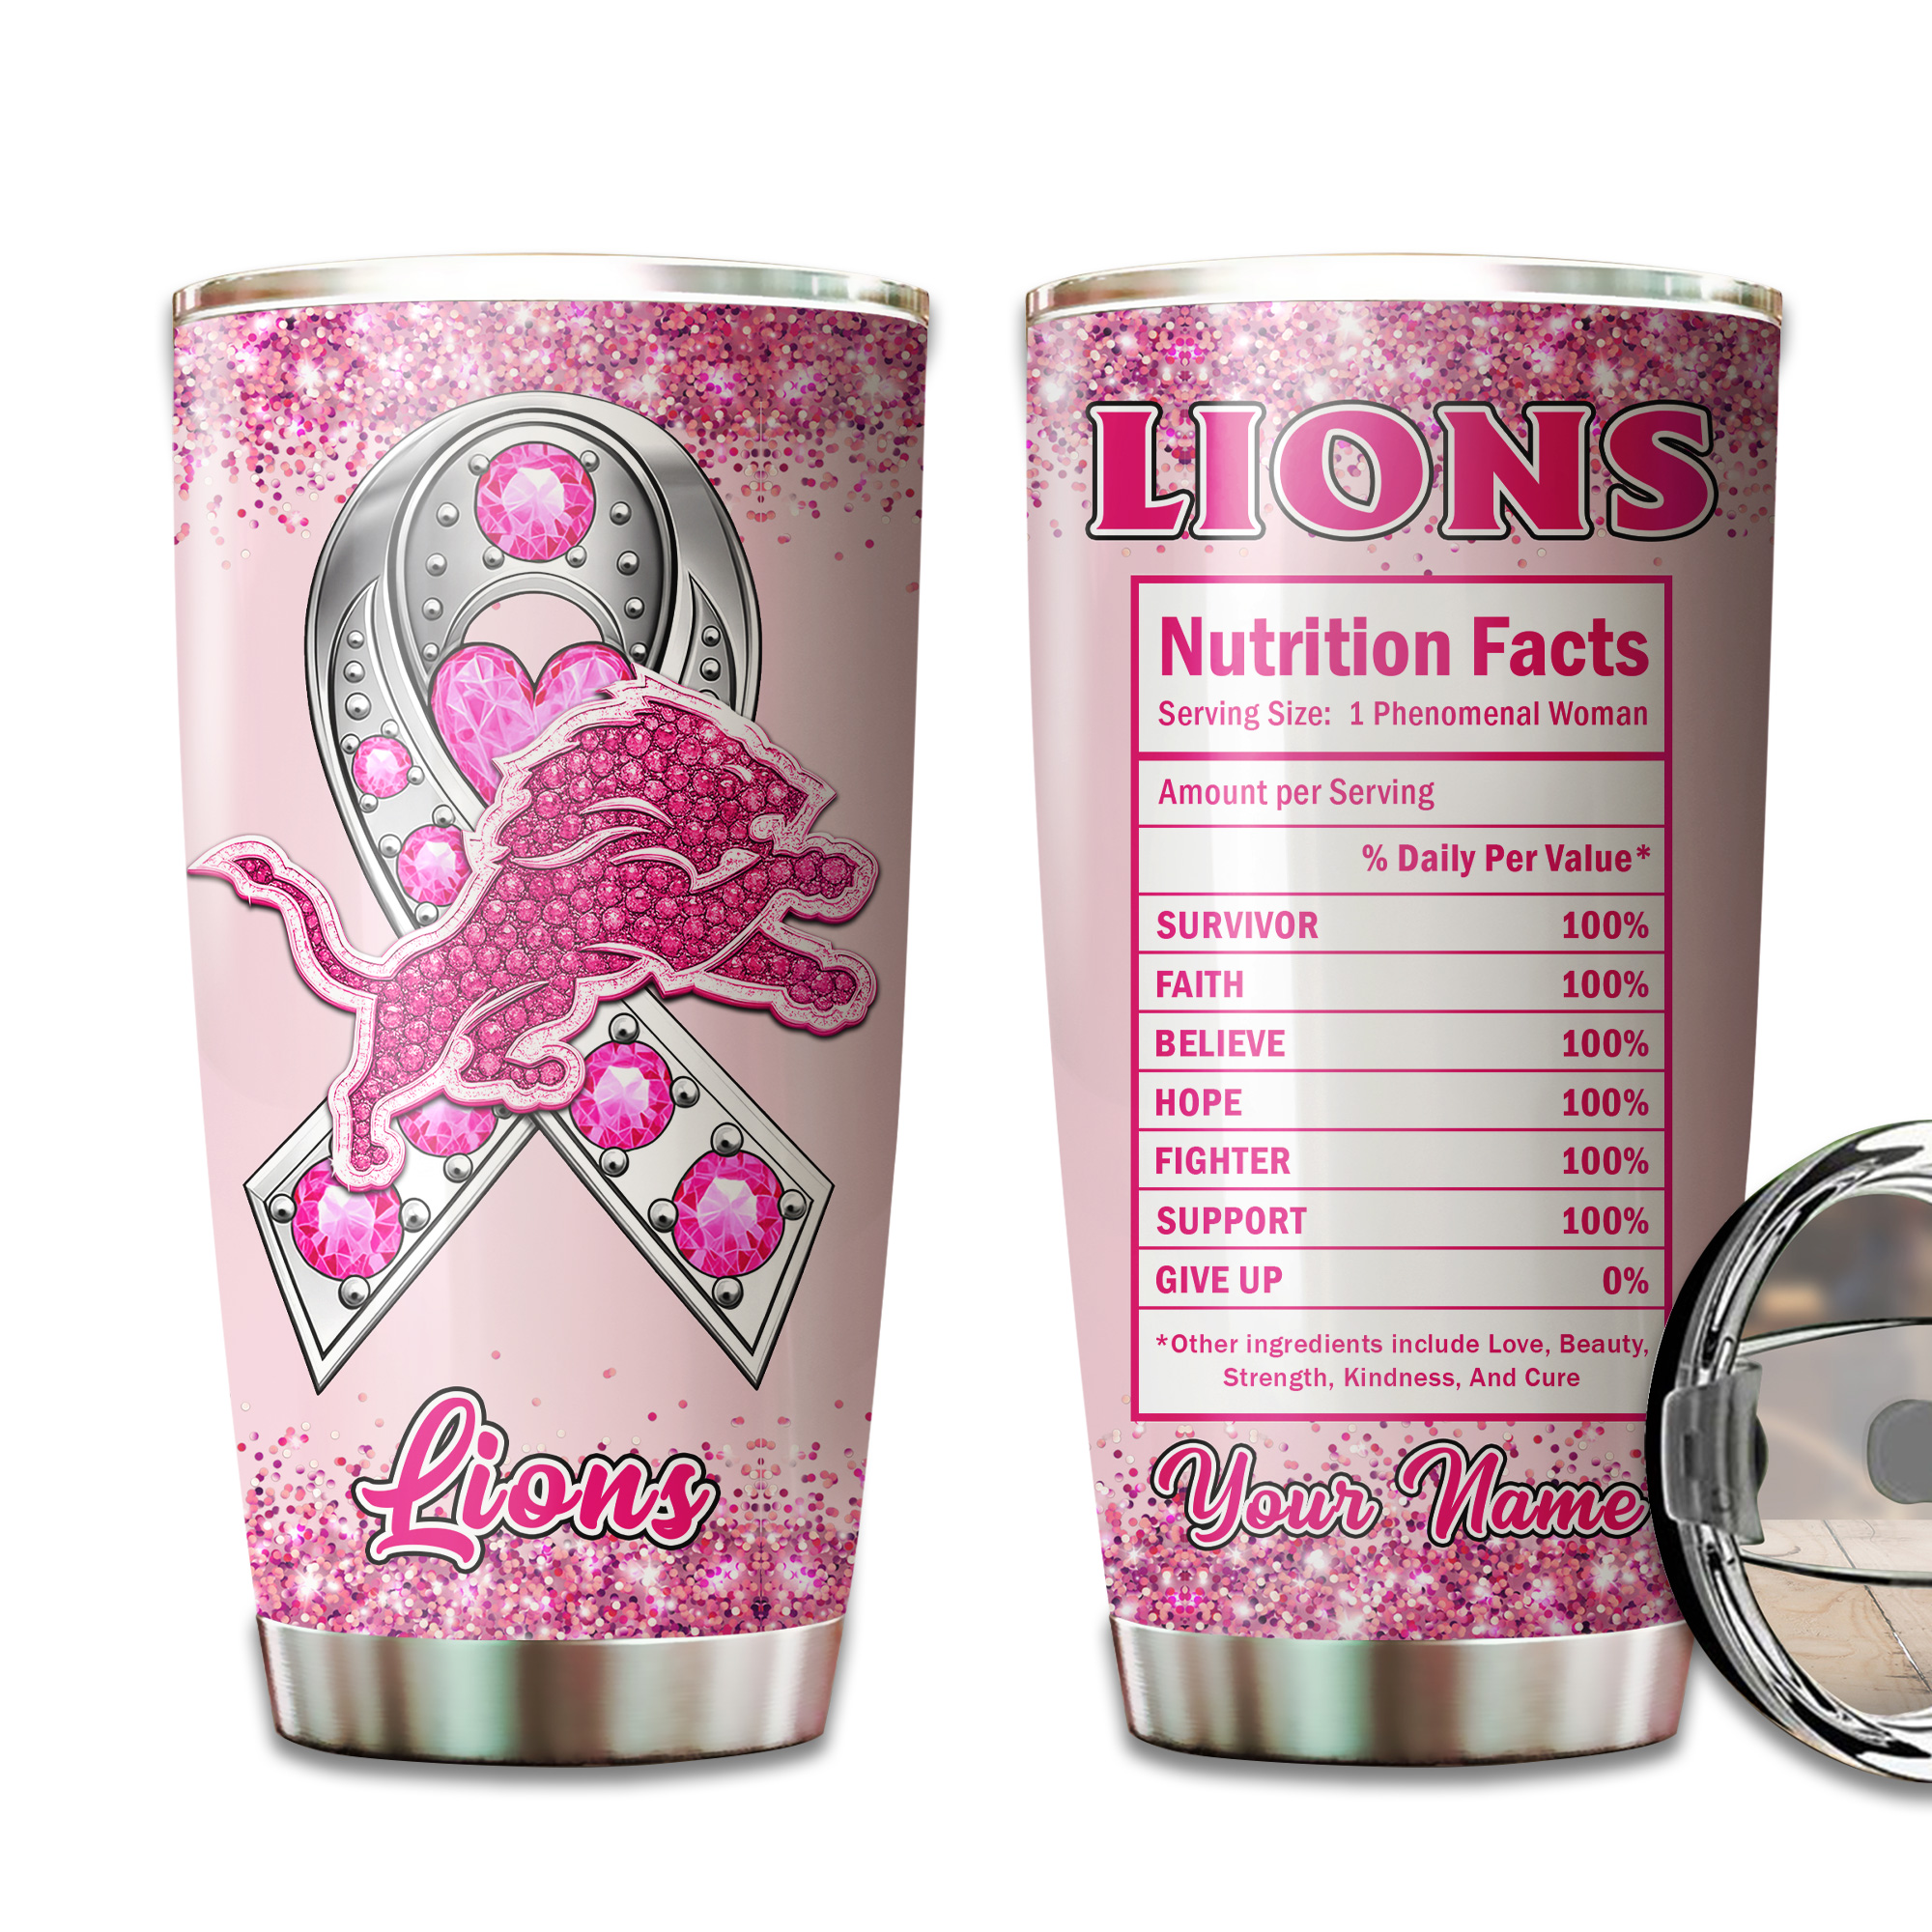 Lions
LIONS
Nutrition Facts
Serving Size: 1 Phenomenal Woman
Amount per Serving
% Daily Per Value*
SURVIVOR 100%
FAITH 100%
BELIEVE 100%
HOPE 100%
FIGHTER 100%
SUPPORT 100%
GIVE UP 0%
*Other ingredients include Love, Beauty,
Strength, Kindness, And Cure
Your Name